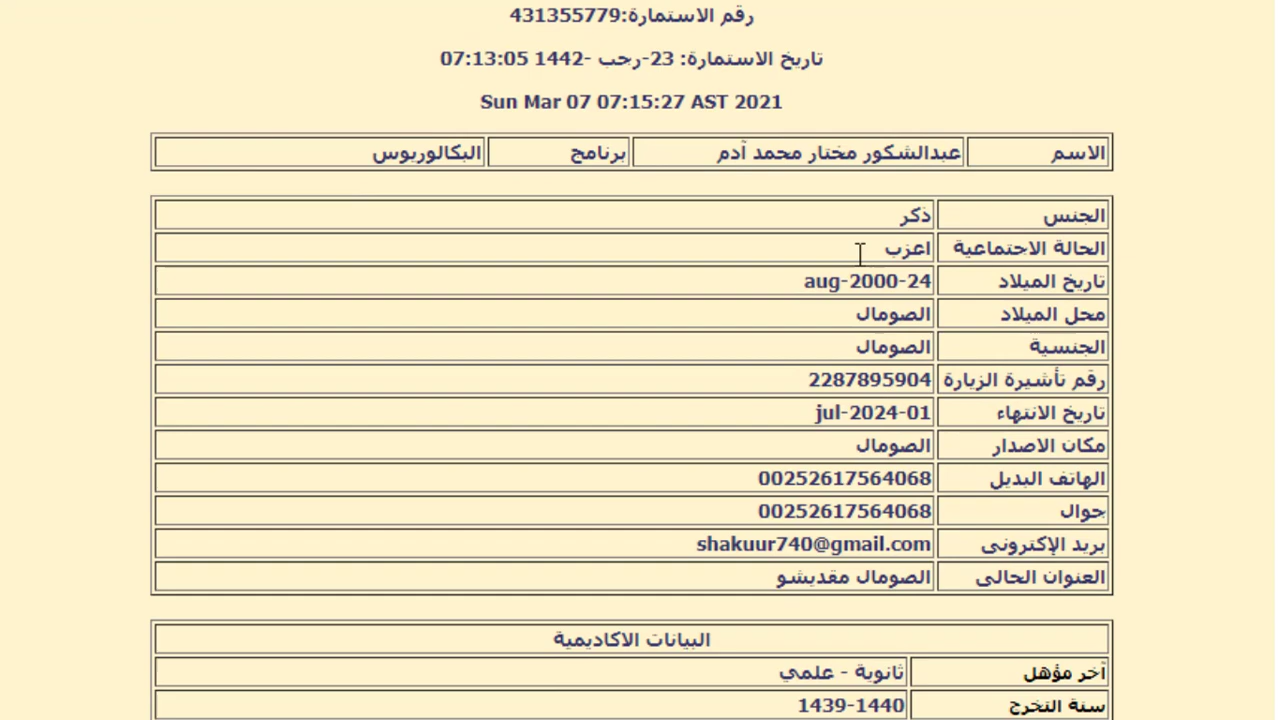 رقم الاستمارة:431355779
تاريخ الاستمارة: 23-رجب -1442 07:13:05
Sun Mar 07 07:15:27 AST 2021
الاسم عبدالشكور مختار محمد آدم برنامج البكالوريوس
الجنس ذكر
الحالة الاجتماعية اعزب
تاريخ الميلاد 24-aug-2000
محل الميلاد الصومال
الجنسية الصومال
رقم تأشيرة الزيارة 2287895904
تاريخ الانتهاء 01-jul-2024
مكان الاصدار الصومال
الهاتف البديل 00252617564068
جوال 00252617564068
بريد الإكترونى shakuur740@gmail.com
العنوان الحالى الصومال مقديشو
البيانات الاكاديمية
آخر مؤهل ثانوية - علمي
سنة التخرج 1439-1440